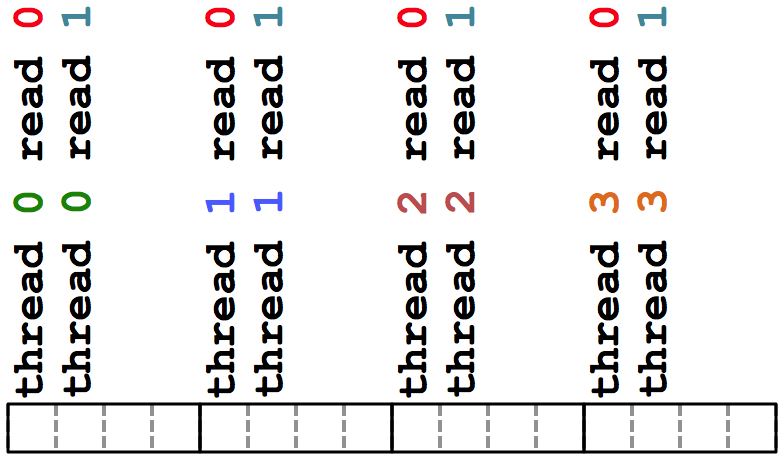 thread 0 read 0
thread 0 read 1
thread 1 read 0
thread 1 read 1
thread 2 read 0
thread 2 read 1
thread 3 read 0
thread 3 read 1